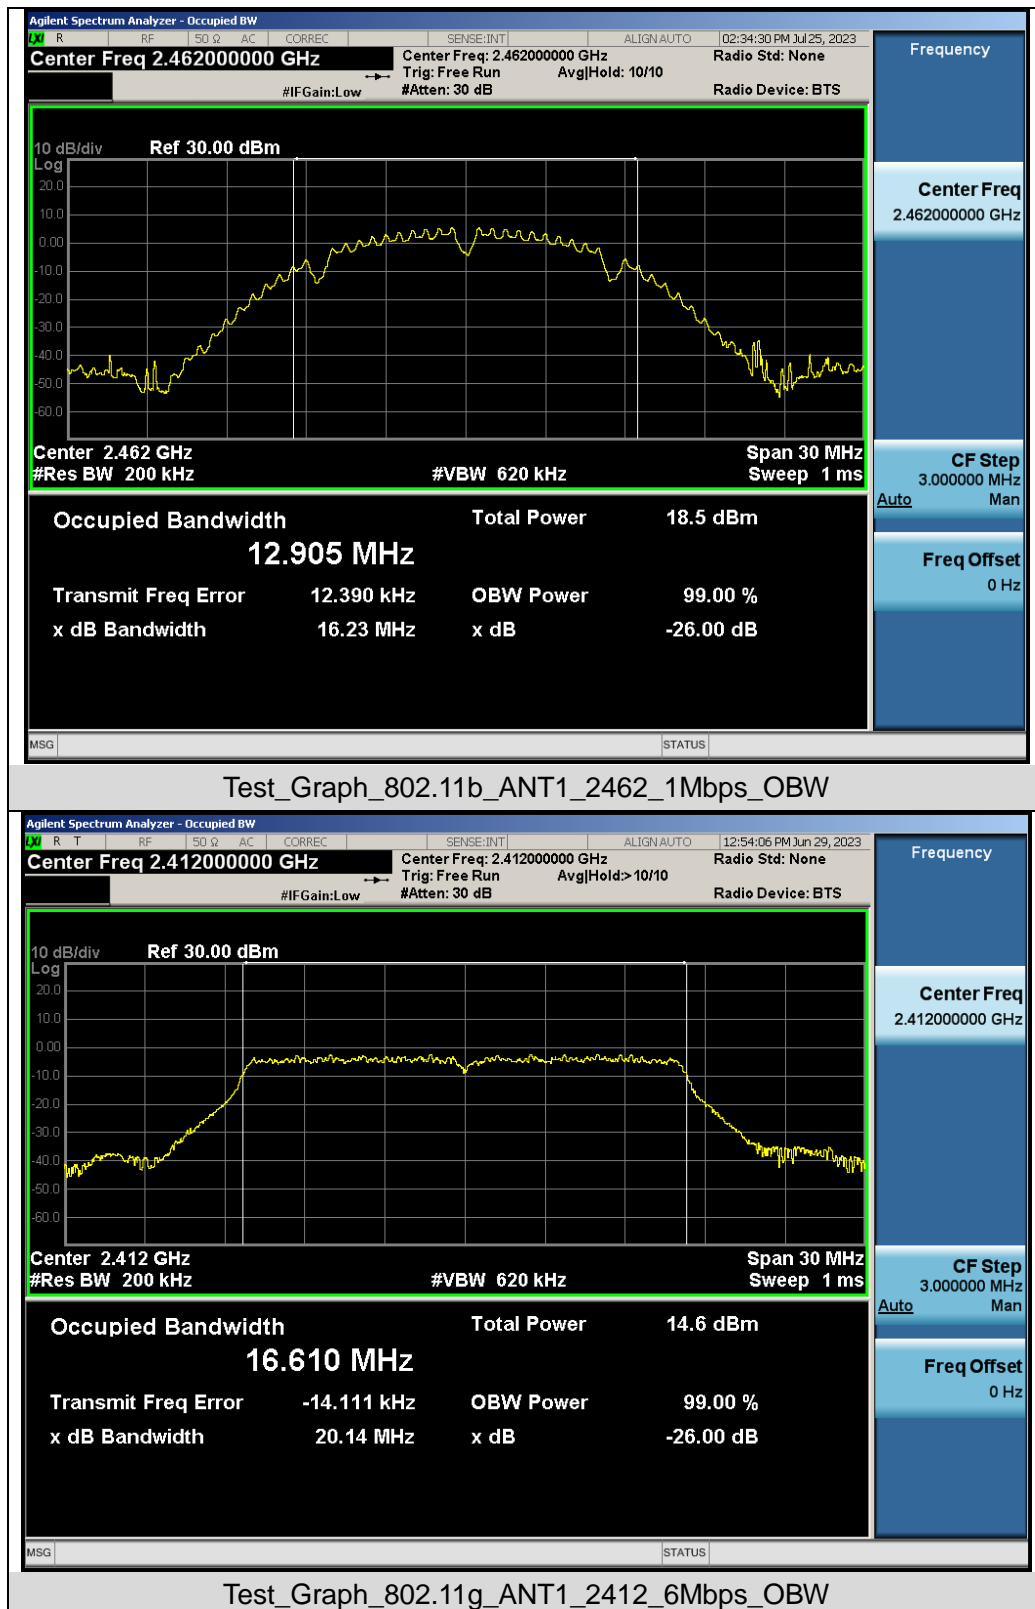 Agilent Spectrum Analyzer - Occupied BW
LXI R RF 50 Ω AC CORREC SENSE:INT ALIGN AUTO 02:34:30 PM Jul 25, 2023
Center Freq 2.462000000 GHz Center Freq: 2.462000000 GHz Radio Std: None Frequency
Trig: Free Run Avg|Hold: 10/10
#IFGain:Low #Atten: 30 dB Radio Device: BTS
10 dB/div Ref 30.00 dBm
Log
20.0
10.0
0.00
-10.0
-20.0
-30.0
-40.0
-50.0
-60.0
Center Freq
2.462000000 GHz
Center 2.462 GHz Span 30 MHz
#Res BW 200 kHz #VBW 620 kHz Sweep 1 ms
CF Step
3.000000 MHz
Auto Man
Occupied Bandwidth Total Power 18.5 dBm
12.905 MHz
Freq Offset
0 Hz
Transmit Freq Error 12.390 kHz OBW Power 99.00 %
x dB Bandwidth 16.23 MHz x dB -26.00 dB
MSG STATUS
Test_Graph_802.11b_ANT1_2462_1Mbps_OBW
Agilent Spectrum Analyzer - Occupied BW
LXI R T RF 50 Ω AC CORREC SENSE:INT ALIGN AUTO 12:54:06 PM Jun 29, 2023
Center Freq 2.412000000 GHz Center Freq: 2.412000000 GHz Radio Std: None Frequency
Trig: Free Run Avg|Hold:> 10/10
#IFGain:Low #Atten: 30 dB Radio Device: BTS
10 dB/div Ref 30.00 dBm
Log
20.0
10.0
0.00
-10.0
-20.0
-30.0
-40.0
-50.0
-60.0
Center Freq
2.412000000 GHz
Center 2.412 GHz Span 30 MHz
#Res BW 200 kHz #VBW 620 kHz Sweep 1 ms
CF Step
3.000000 MHz
Auto Man
Occupied Bandwidth Total Power 14.6 dBm
16.610 MHz
Freq Offset
0 Hz
Transmit Freq Error -14.111 kHz OBW Power 99.00 %
x dB Bandwidth 20.14 MHz x dB -26.00 dB
MSG STATUS
Test_Graph_802.11g_ANT1_2412_6Mbps_OBW